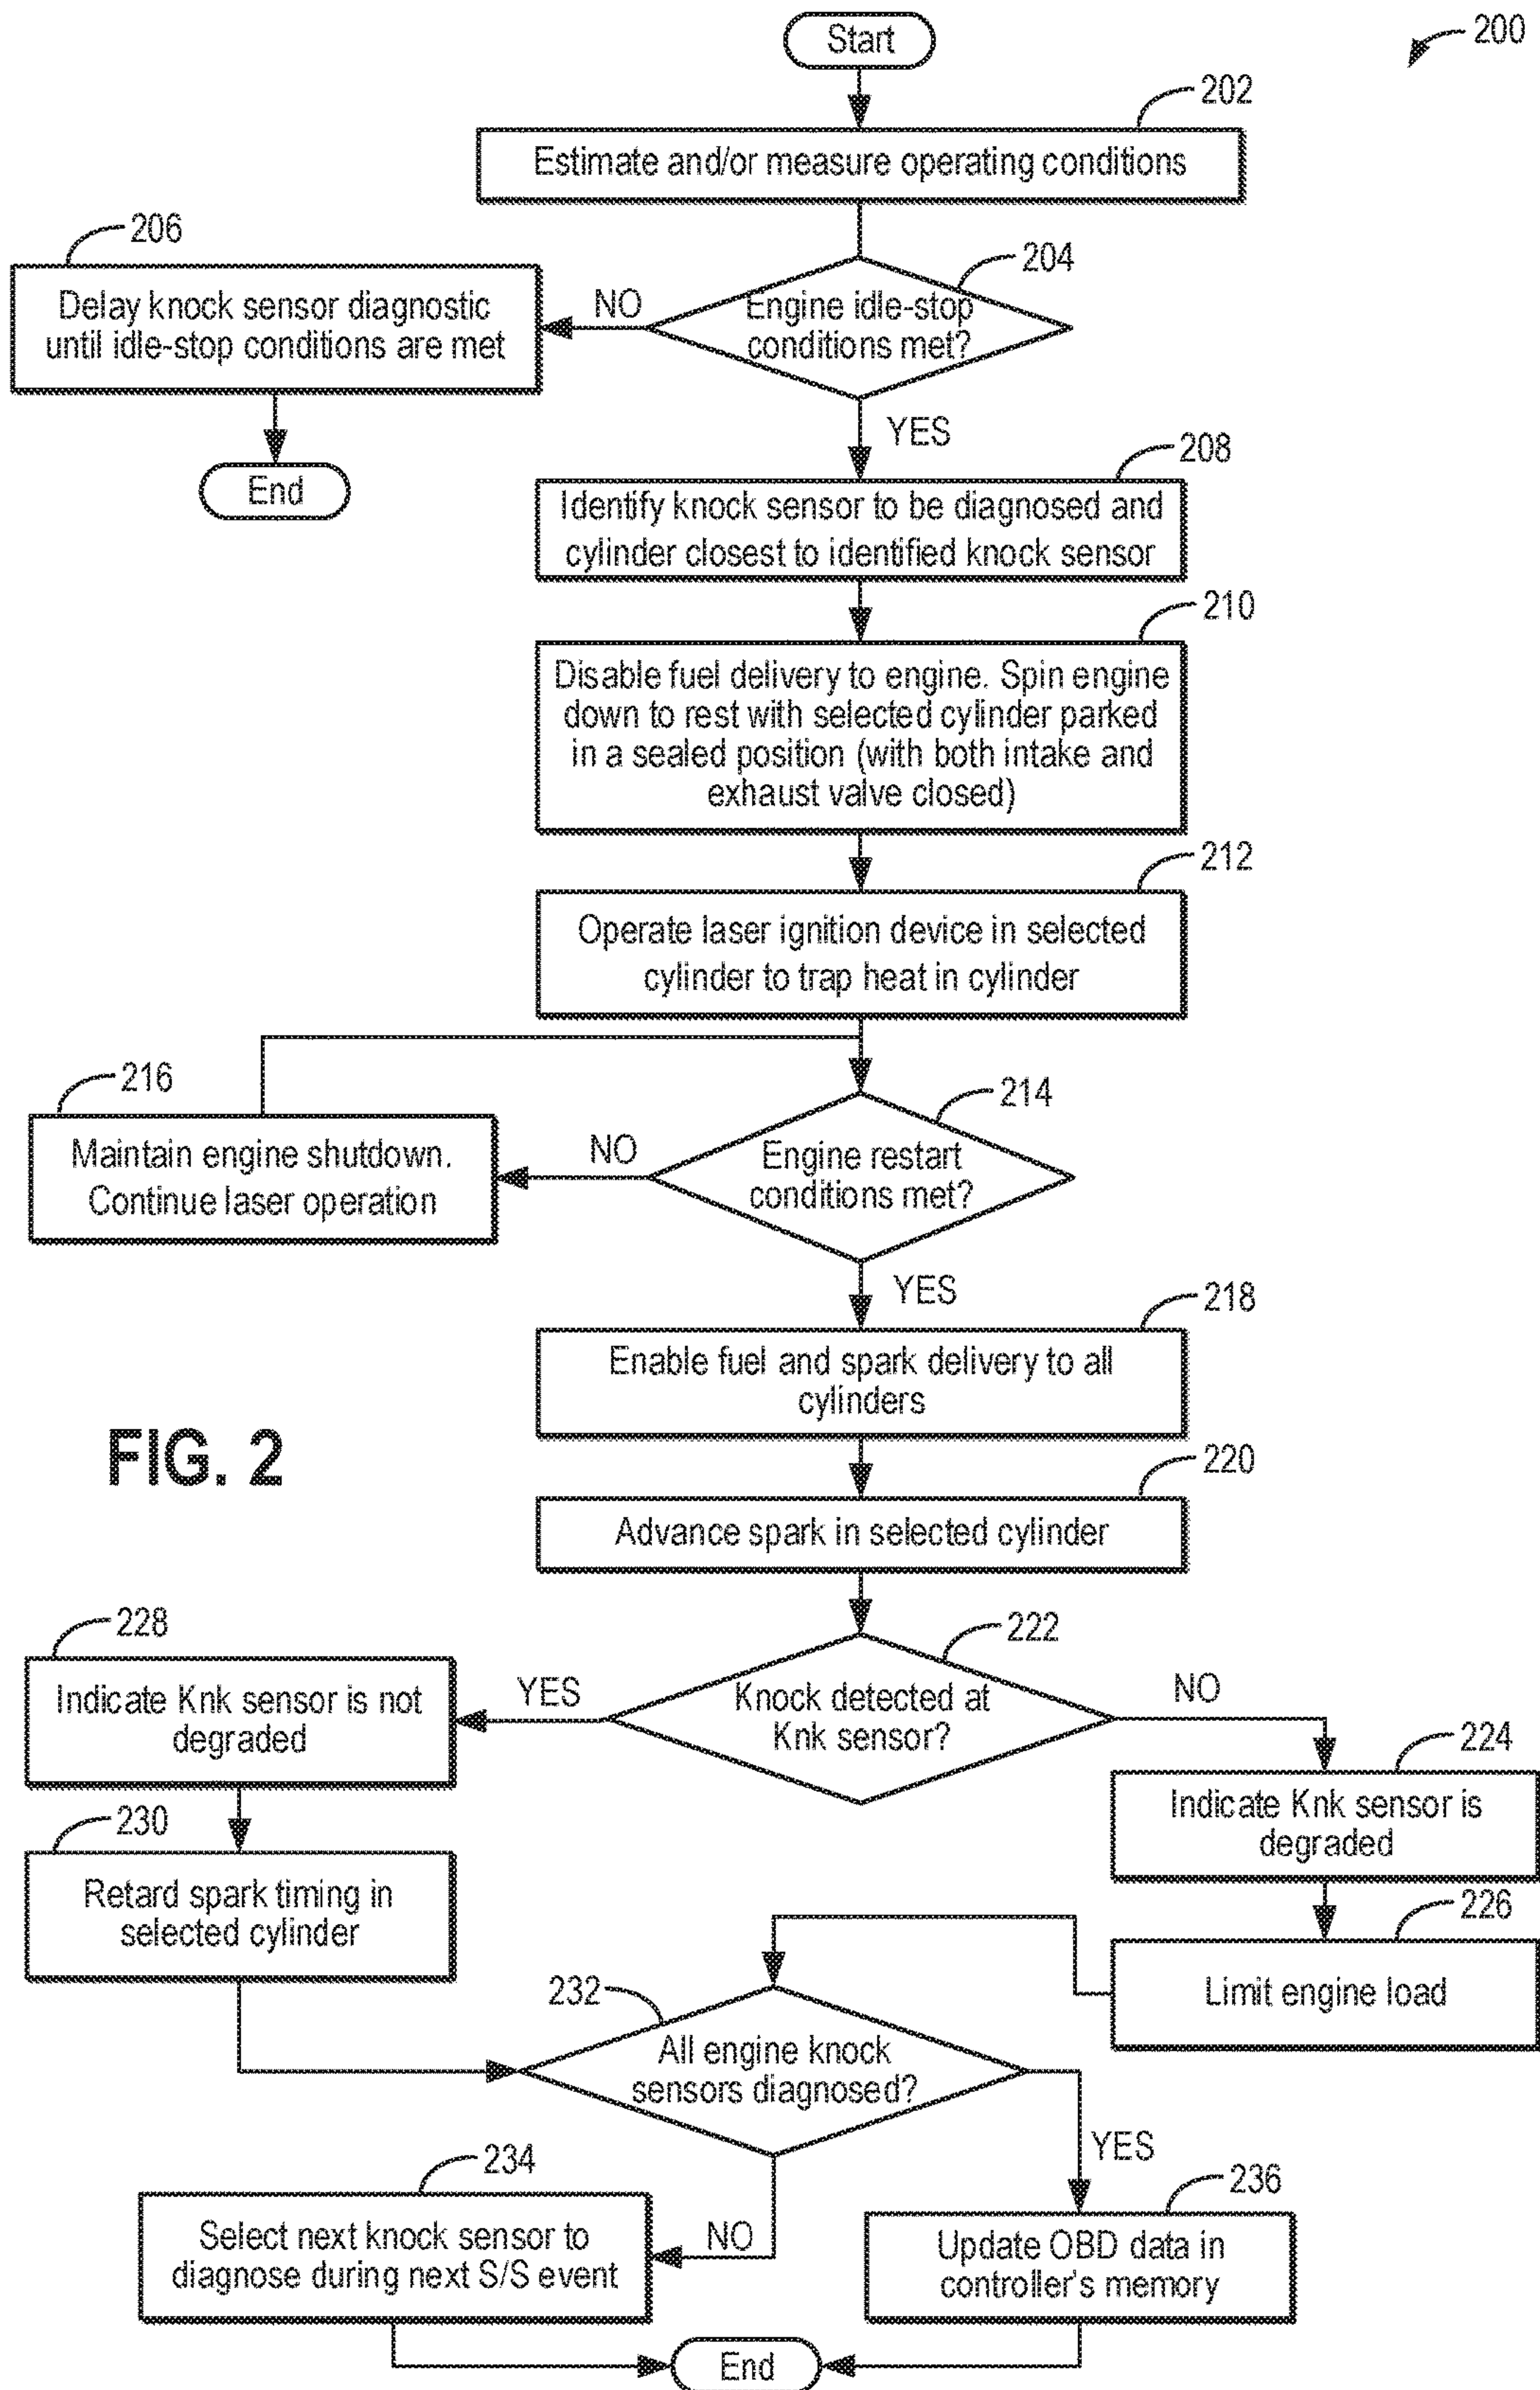 Start
200
202
Estimate and/or measure operating conditions
206
204
Delay knock sensor diagnostic
until idle-stop conditions are met
NO
Engine idle-stop
conditions met?
YES
End
208
Identify knock sensor to be diagnosed and
cylinder closest to identified knock sensor
210
Disable fuel delivery to engine. Spin engine
down to rest with selected cylinder parked
in a sealed position (with both intake and
exhaust valve closed)
212
Operate laser ignition device in selected
cylinder to trap heat in cylinder
216
214
Maintain engine shutdown.
Continue laser operation
NO
Engine restart
conditions met?
YES
218
Enable fuel and spark delivery to all
cylinders
FIG. 2
220
Advance spark in selected cylinder
228
222
Indicate Knk sensor is not
degraded
YES
Knock detected at
Knk sensor?
NO
224
Indicate Knk sensor is
degraded
230
Retard spark timing in
selected cylinder
226
Limit engine load
232
All engine knock
sensors diagnosed?
YES
234
NO
Select next knock sensor to
diagnose during next S/S event
236
Update OBD data in
controller's memory
End